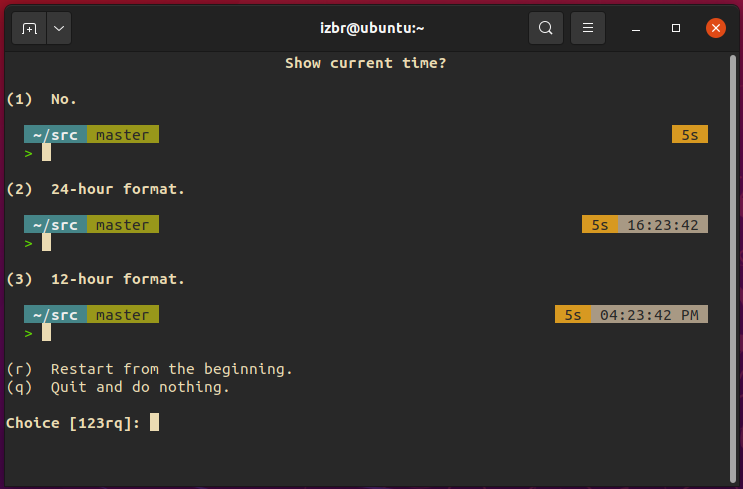 izbr@ubuntu:~
Show current time?
(1) No.
~/src master 5s
>
(2) 24-hour format.
~/src master 5s 16:23:42
>
(3) 12-hour format.
~/src master 5s 04:23:42 PM
>
(r) Restart from the beginning.
(q) Quit and do nothing.
Choice [123rq]: